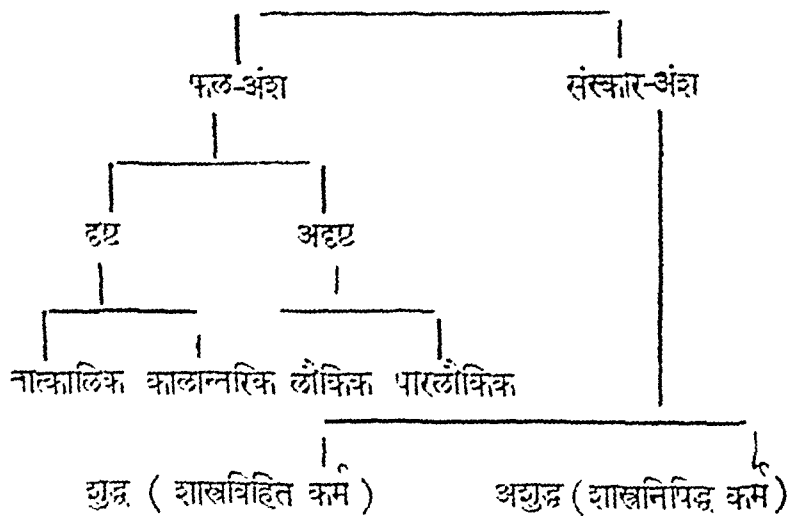 फल-अंश संस्कार-अंश
दृष्ट अदृष्ट
तात्कालिक कालान्तरिक लौकिक पारलौकिक
शुद्ध ( शास्त्रविहित कर्म )
अशुद्ध ( शास्त्रनिषिद्ध कर्म )